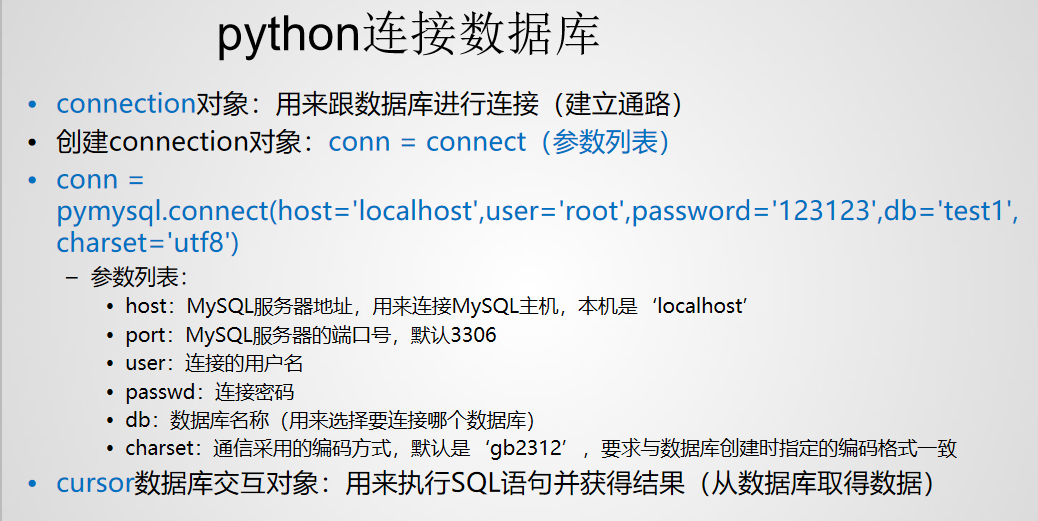 python连接数据库
• connection对象：用来跟数据库进行连接（建立通路）
• 创建connection对象：conn = connect（参数列表）
• conn =
pymysql.connect(host='localhost',user='root',password='123123',db='test1',
charset='utf8')
– 参数列表：
• host：MySQL服务器地址，用来连接MySQL主机，本机是‘localhost’
• port：MySQL服务器的端口号，默认3306
• user：连接的用户名
• passwd：连接密码
• db：数据库名称（用来选择要连接哪个数据库）
• charset：通信采用的编码方式，默认是‘gb2312’，要求与数据库创建时指定的编码格式一致
• cursor数据库交互对象：用来执行SQL语句并获得结果（从数据库取得数据）